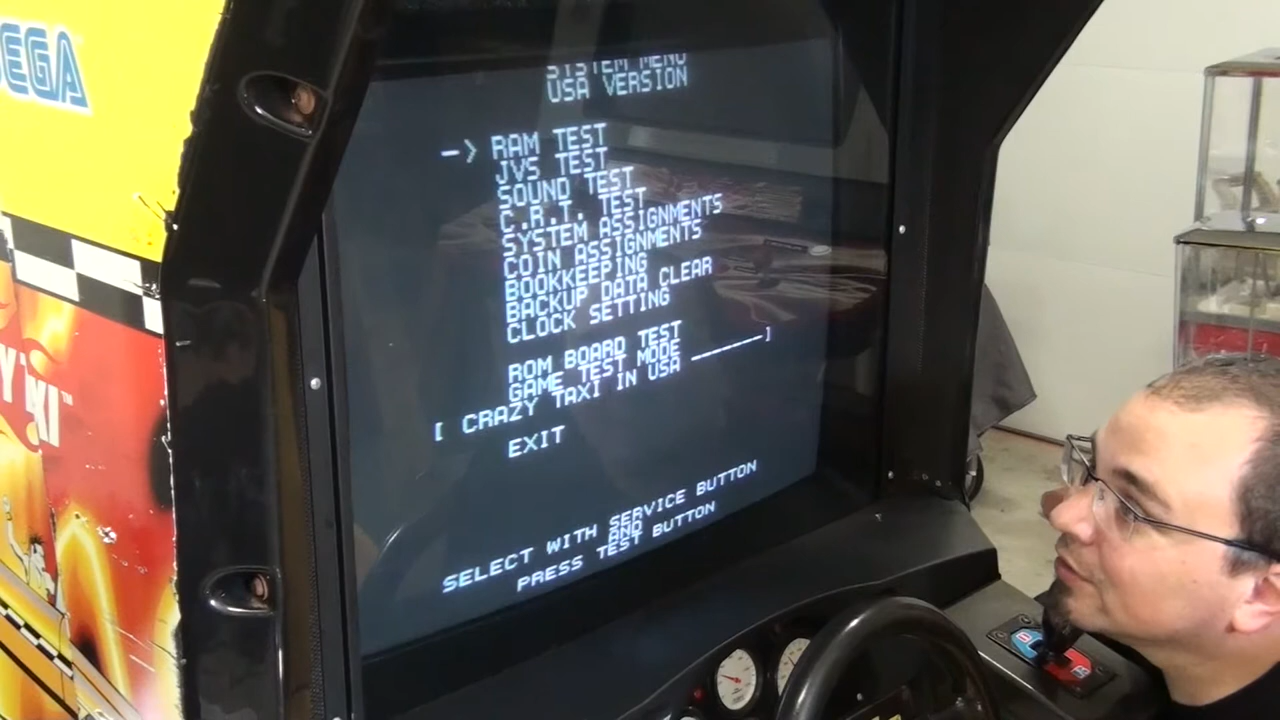 SEGA
SYSTEM MENU
USA VERSION
-> RAM TEST
JVS TEST
SOUND TEST
C.R.T. TEST
SYSTEM ASSIGNMENTS
COIN ASSIGNMENTS
BOOKKEEPING
BACKUP DATA CLEAR
CLOCK SETTING
ROM BOARD TEST
GAME TEST MODE
[ CRAZY TAXI IN USA ________]
EXIT
SELECT WITH SERVICE BUTTON
AND
PRESS TEST BUTTON
Y TAXI™
D
R